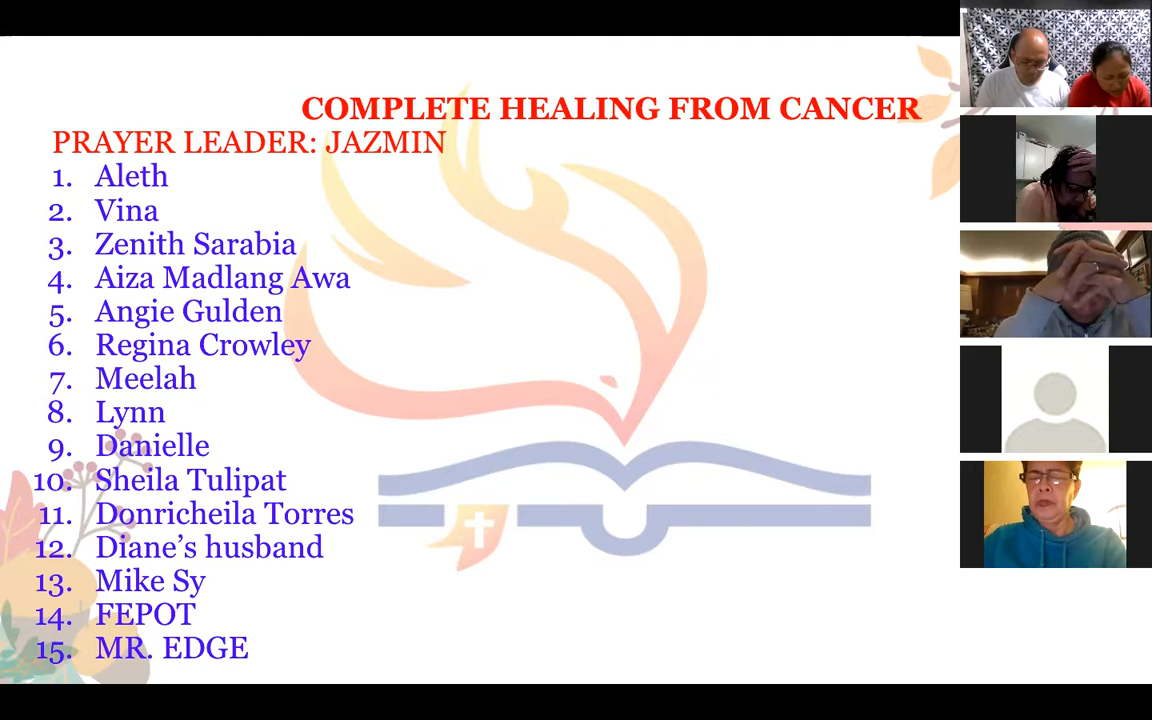 COMPLETE HEALING FROM CANCER
PRAYER LEADER: JAZMIN
1. Aleth
2. Vina
3. Zenith Sarabia
4. Aiza Madlang Awa
5. Angie Gulden
6. Regina Crowley
7. Meelah
8. Lynn
9. Danielle
10. Sheila Tulipat
11. Donricheila Torres
12. Diane’s husband
13. Mike Sy
14. FEPOT
15. MR. EDGE